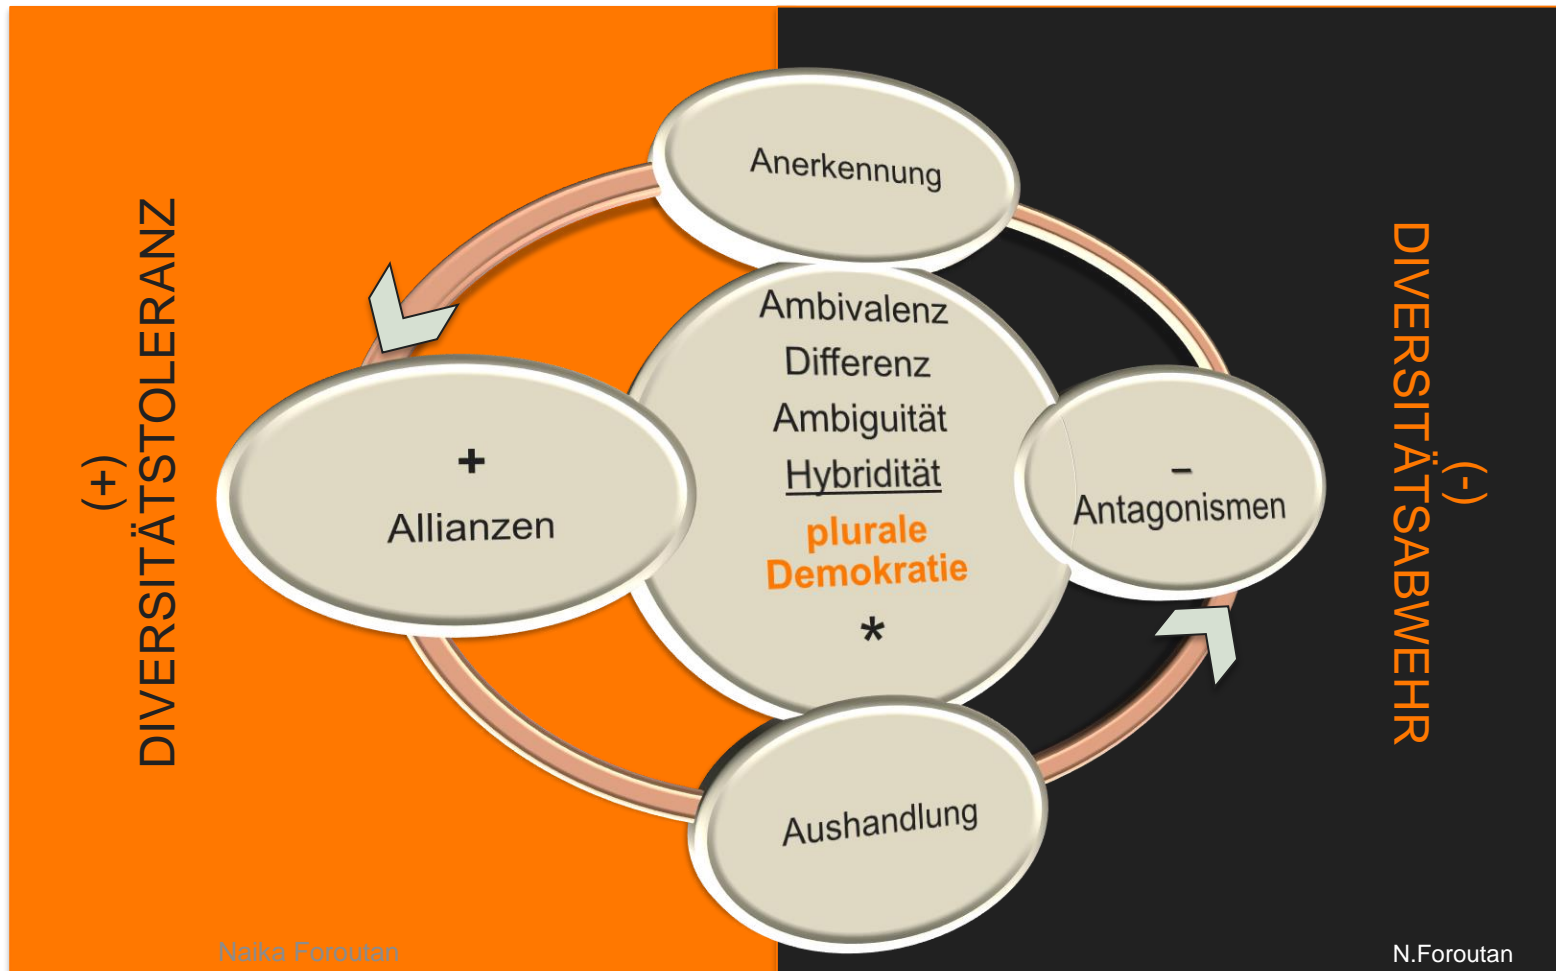 (+)
DIVERSITÄTSTOLERANZ
Anerkennung
Ambivalenz
Differenz
Ambiguität
Hybridität
plurale
Demokratie
*
+
Allianzen
–
Antagonismen
Aushandlung
(-)
DIVERSITÄTSABWEHR
Naika Foroutan
N.Foroutan